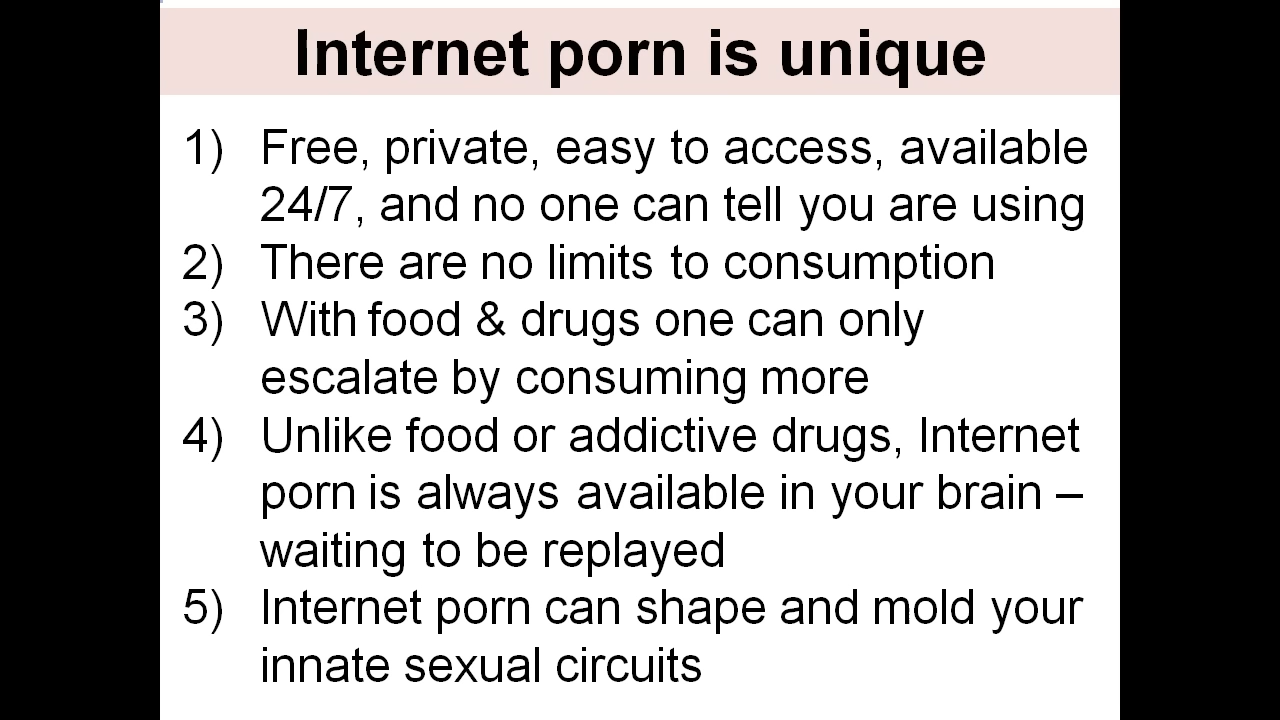 Internet porn is unique
1) Free, private, easy to access, available
24/7, and no one can tell you are using
2) There are no limits to consumption
3) With food & drugs one can only
escalate by consuming more
4) Unlike food or addictive drugs, Internet
porn is always available in your brain –
waiting to be replayed
5) Internet porn can shape and mold your
innate sexual circuits